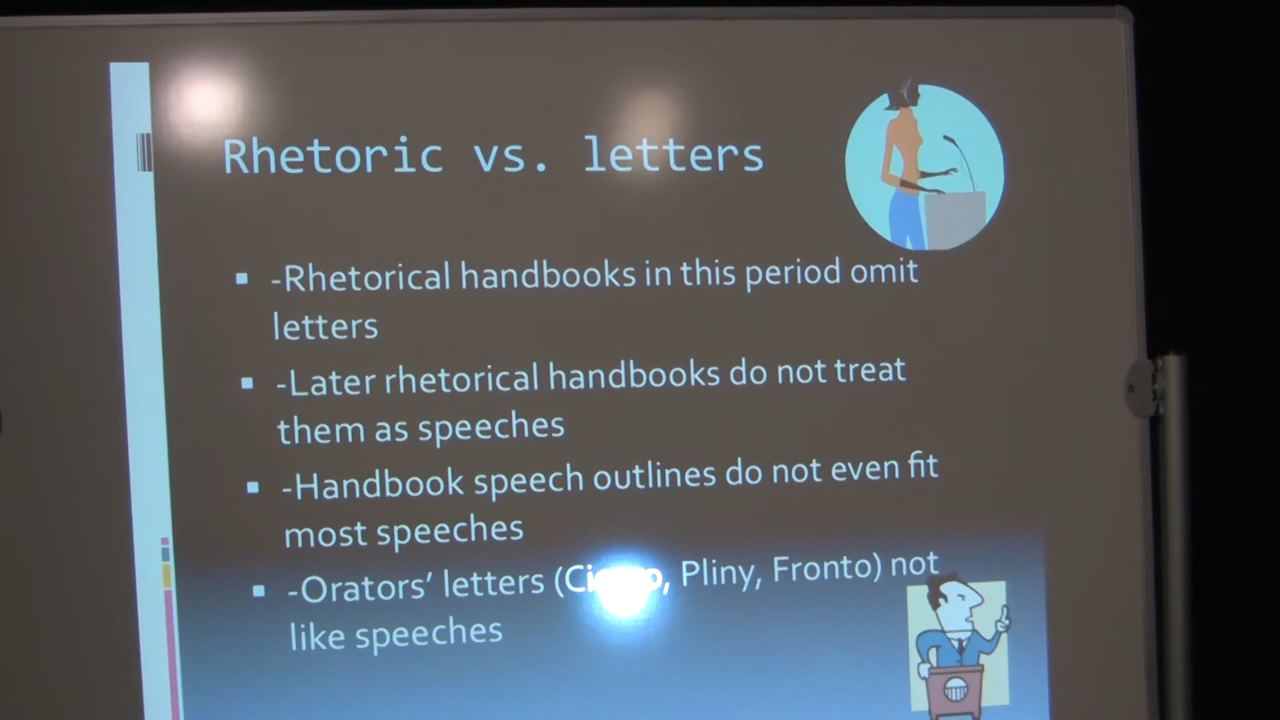 Rhetoric vs. letters
-Rhetorical handbooks in this period omit
letters
-Later rhetorical handbooks do not treat
them as speeches
-Handbook speech outlines do not even fit
most speeches
-Orators’ letters (Pliny, Fronto) not
like speeches